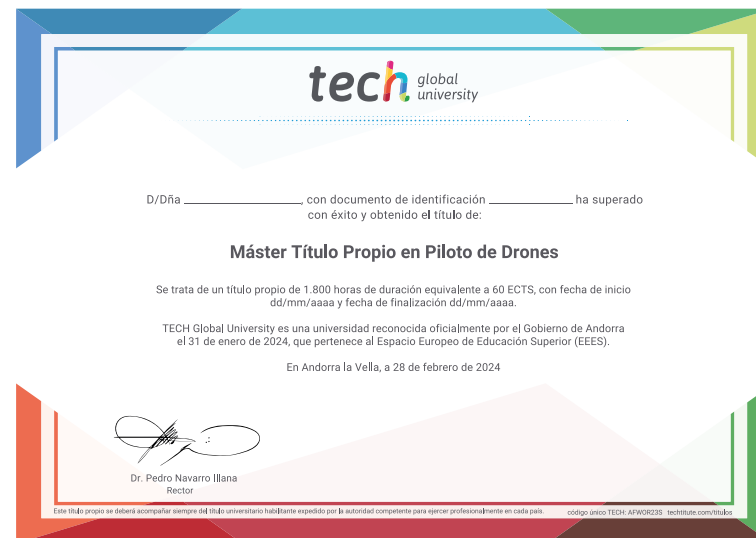 tech global university
D/Dña ____________________, con documento de identificación ______________ ha superado
con éxito y obtenido el título de:
Máster Título Propio en Piloto de Drones
Se trata de un título propio de 1.800 horas de duración equivalente a 60 ECTS, con fecha de inicio
dd/mm/aaaa y fecha de finalización dd/mm/aaaa.
TECH Global University es una universidad reconocida oficialmente por el Gobierno de Andorra
el 31 de enero de 2024, que pertenece al Espacio Europeo de Educación Superior (EEES).
En Andorra la Vella, a 28 de febrero de 2024
Dr. Pedro Navarro Illana
Rector
Este título propio se deberá acompañar siempre del título universitario habilitante expedido por la autoridad competente para ejercer profesionalmente en cada país. código único TECH: AFWOR23S techtitute.com/titulos